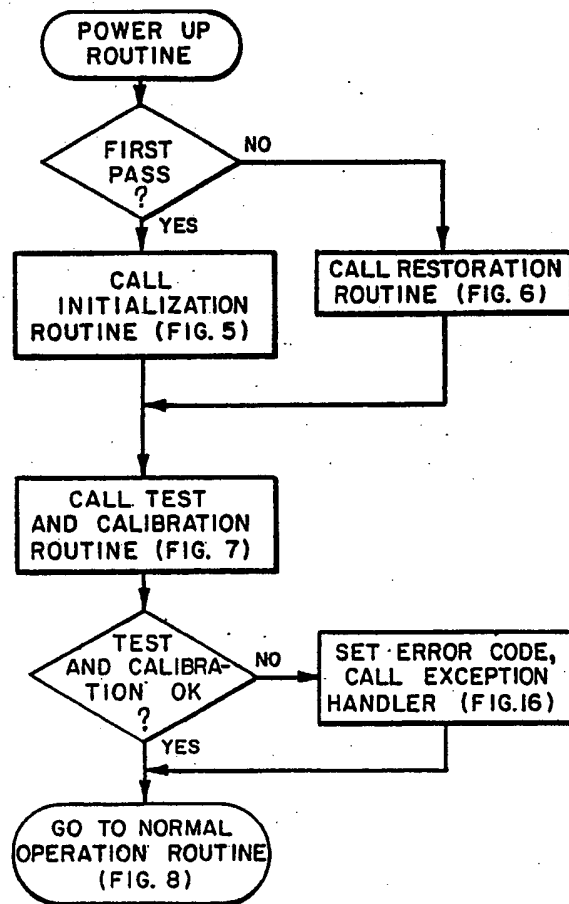 POWER UP
ROUTINE
FIRST
PASS
?
NO
YES
CALL
INITIALIZATION
ROUTINE (FIG. 5)
CALL RESTORATION
ROUTINE (FIG. 6)
CALL TEST
AND CALIBRATION
ROUTINE (FIG. 7)
TEST
AND CALIBRA-
TION OK
?
NO
YES
SET ERROR CODE,
CALL EXCEPTION
HANDLER (FIG.16)
GO TO NORMAL
OPERATION ROUTINE
(FIG. 8)